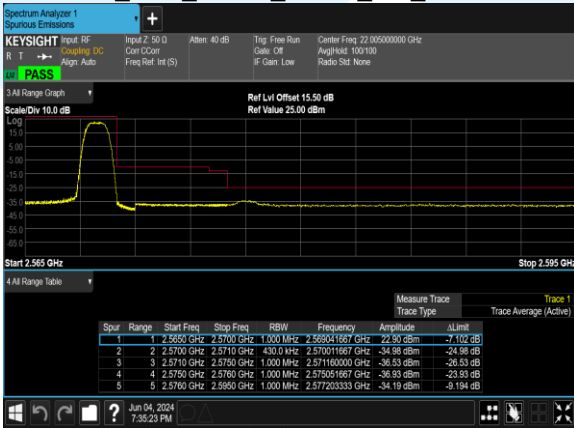 Spectrum Analyzer 1
Spurious Emissions
+
KEYSIGHT Input: RF Input Z: 50 Ω Atten: 40 dB Trig: Free Run Center Freq: 22.005000000 GHz
R T Coupling: DC Corr CCorr Gate: Off Avg|Hold: 100/100
Align: Auto Freq Ref: Int (S) IF Gain: Low Radio Std: None
LNI PASS
3 All Range Graph
Ref Lvl Offset 15.50 dB
Scale/Div 10.0 dB Ref Value 25.00 dBm
Log
15.0
5.00
-5.00
-15.0
-25.0
-35.0
-45.0
-55.0
-65.0
Start 2.565 GHz Stop 2.595 GHz
4 All Range Table
Measure Trace Trace 1
Trace Type Trace Average (Active)
Spur Range Start Freq Stop Freq RBW Frequency Amplitude ΔLimit
1 1 2.5650 GHz 2.5700 GHz 1.000 MHz 2.569041667 GHz 22.90 dBm -7.102 dB
2 2 2.5700 GHz 2.5710 GHz 430.0 kHz 2.570011667 GHz -34.98 dBm -24.98 dB
3 3 2.5710 GHz 2.5750 GHz 1.000 MHz 2.571160000 GHz -36.53 dBm -26.53 dB
4 4 2.5750 GHz 2.5760 GHz 1.000 MHz 2.575051667 GHz -36.93 dBm -23.93 dB
5 5 2.5760 GHz 2.5950 GHz 1.000 MHz 2.577203333 GHz -34.19 dBm -9.194 dB
?
Jun 04, 2024
7:35:23 PM